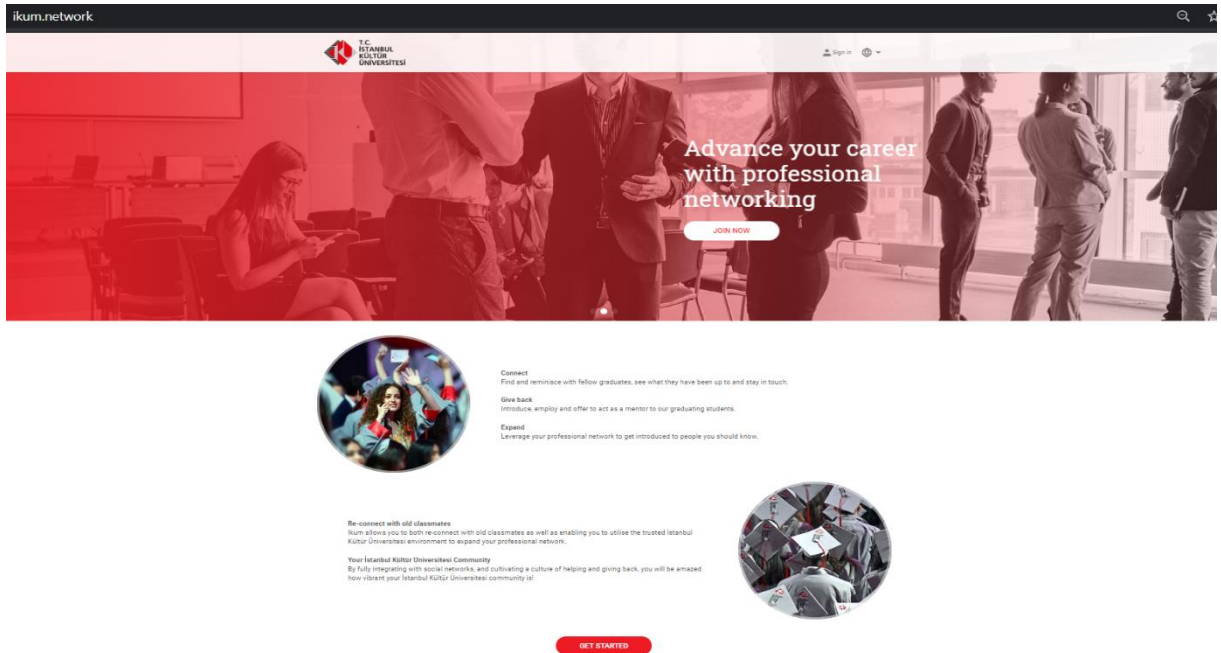 ikum.network
T.C.
İSTANBUL
KÜLTÜR
ÜNİVERSİTESİ
Sign in
Advance your career
with professional
networking
JOIN NOW
Connect
Find and reminisce with fellow graduates, see what they have been up to and stay in touch.
Give back
Introduce, employ and offer to act as a mentor to our graduating students.
Expand
Leverage your professional network to get introduced to people you should know.
Re-connect with old classmates
Ikum allows you to both re-connect with old classmates as well as enabling you to utilise the trusted İstanbul
Kültür Üniversitesi environment to expand your professional network.
Your İstanbul Kültür Üniversitesi Community
By fully integrating with social networks, and cultivating a culture of helping and giving back, you will be amazed
how vibrant your İstanbul Kültür Üniversitesi community is!
GET STARTED